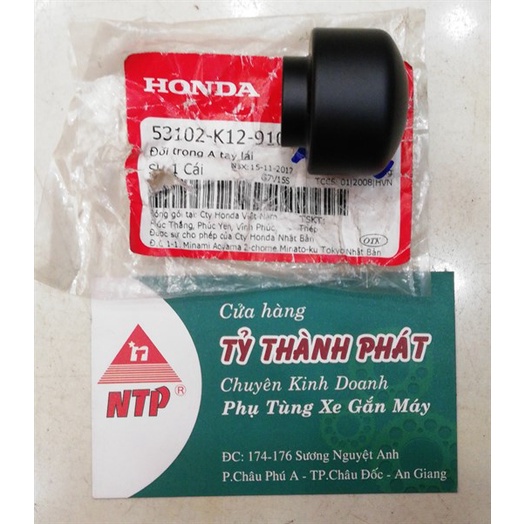 HONDA
53102-K12-910
Đối trọng A tay lái
SL: 1 Cái
NSX: 15-11-2017
G7V15S
TCCS 01|2008|HVN
Đóng gói tại: Cty Honda Việt Nam
Phúc Thắng, Phúc Yên, Vĩnh Phúc, Thép
Được sự cho phép của Cty Honda Nhật Bản
Đ.C 1-1, Minami Aoyama 2-chome Minato-ku Tokyo Nhật Bản
Cửa hàng
TỶ THÀNH PHÁT
Chuyên Kinh Doanh
Phụ Tùng Xe Gắn Máy
NTP ®
ĐC: 174-176 Sương Nguyệt Anh
P.Châu Phú A - TP.Châu Đốc - An Giang